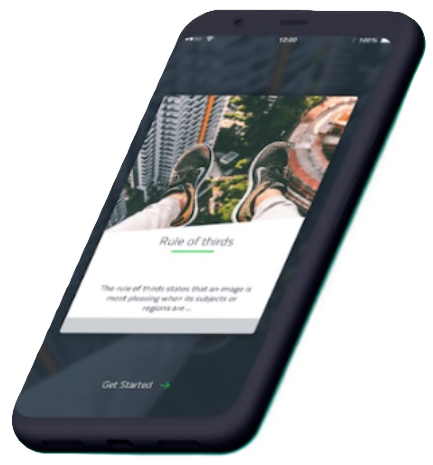 12:00
100%
Rule of thirds
The rule of thirds states that an image is
most pleasing when its subjects or
regions are ...
Get Started →